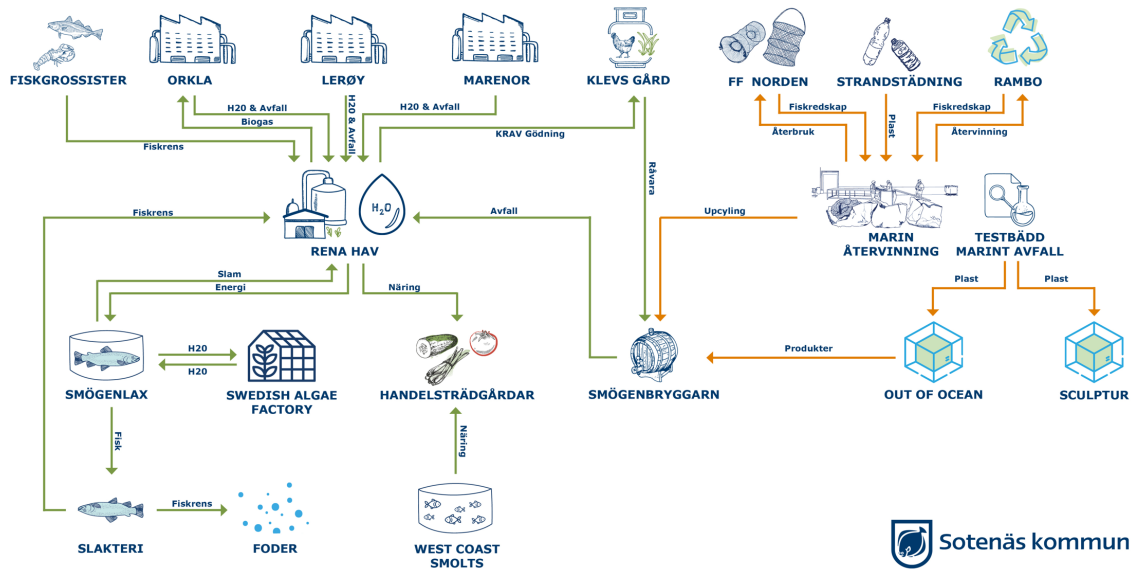 FISKGROSSISTER
ORKLA
LERØY
MARENOR
KLEVS GÅRD
FF NORDEN
STRANDSTÄDNING
RAMBO
H20 & Avfall
Biogas
H20 & Avfall
H20 & Avfall
KRAV Gödning
Fiskrens
Fiskredskap
Återbruk
Plast
Fiskredskap
Återvinning
Råvara
H₂O
Fiskrens
Avfall
Upcyling
RENA HAV
MARIN
ÅTERVINNING
TESTBÄDD
MARINT AVFALL
Slam
Energi
Näring
Plast
Plast
H20
H20
Produkter
SMÖGENLAX
SWEDISH ALGAE
FACTORY
HANDELSTRÄDGÅRDAR
SMÖGENBRYGGARN
OUT OF OCEAN
SCULPTUR
Fisk
Näring
Fiskrens
SLAKTERI
FODER
WEST COAST
SMOLTS
Sotenäs kommun